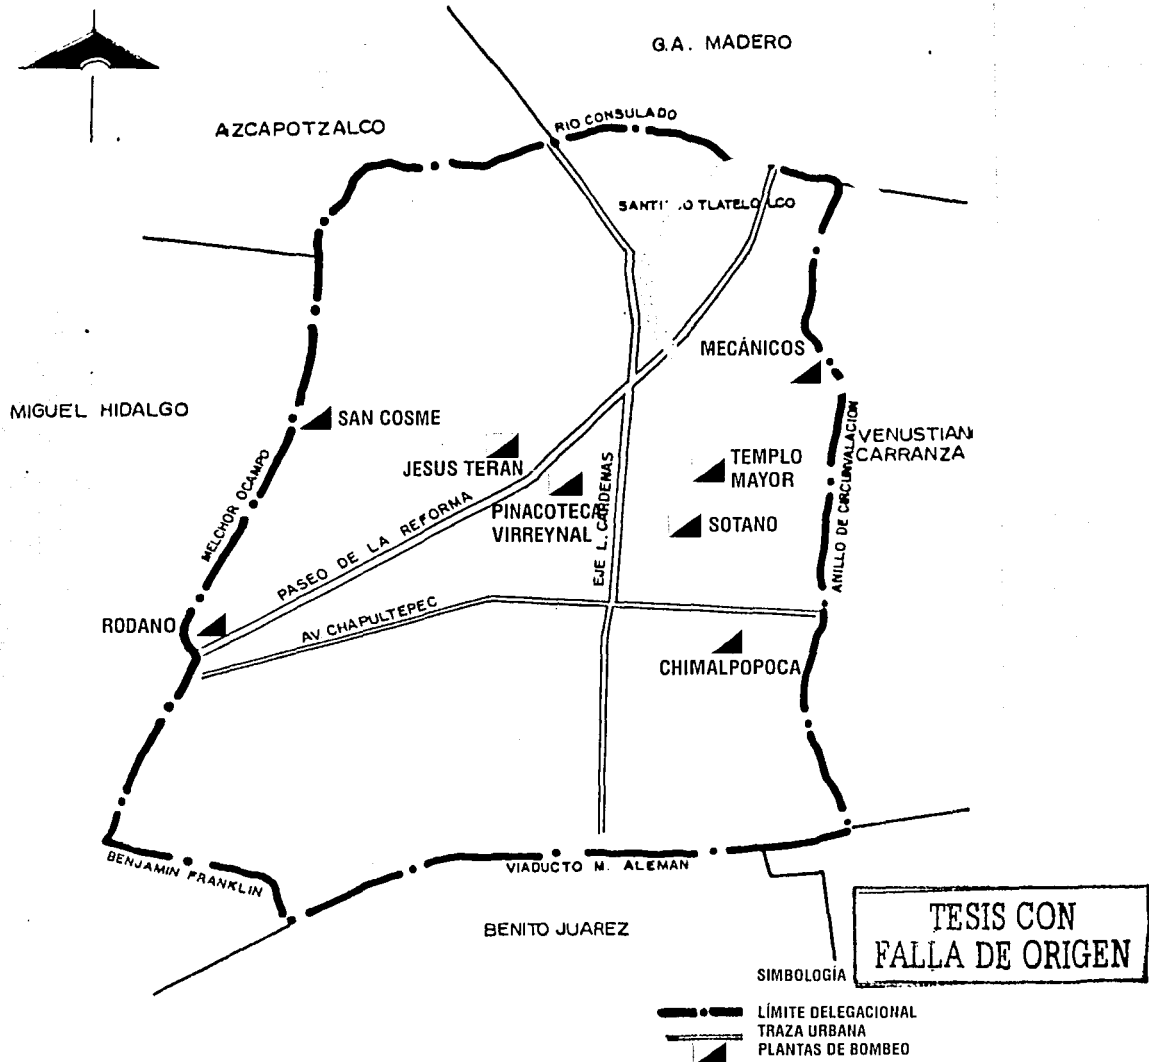 G.A. MADERO
AZCAPOTZALCO
RIO CONSULADO
TLATELOLCO
MECÁNICOS
MIGUEL HIDALGO
SAN COSME
VENUSTIAN
CARRANZA
ANILLO DE CIRCUNVALACION
JESUS TERAN
TEMPLO
MAYOR
MELCHOR OCAMPO
PINACOTECA
VIRREYNAL
SOTANO
EJE L. CARDENAS
PASEO DE LA REFORMA
AV CHAPULTEPEC
RODANO
CHIMALPOPOCA
BENJAMIN FRANKLIN
VIADUCTO M. ALEMAN
BENITO JUAREZ
TESIS CON
FALLA DE ORIGEN
SIMBOLOGÍA
LÍMITE DELEGACIONAL
TRAZA URBANA
PLANTAS DE BOMBEO